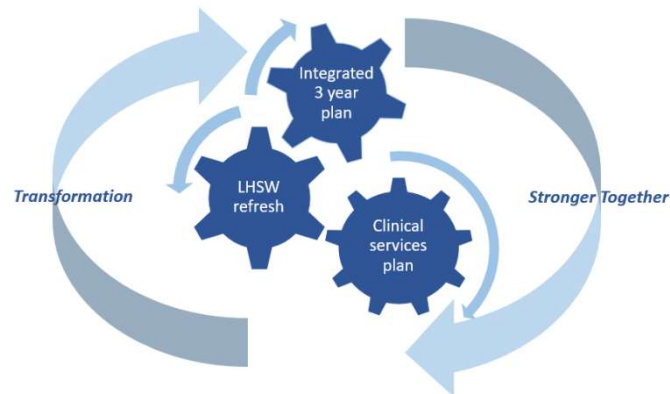 Integrated
3 year
plan
LHSW
refresh
Transformation
Stronger Together
Clinical
services
plan